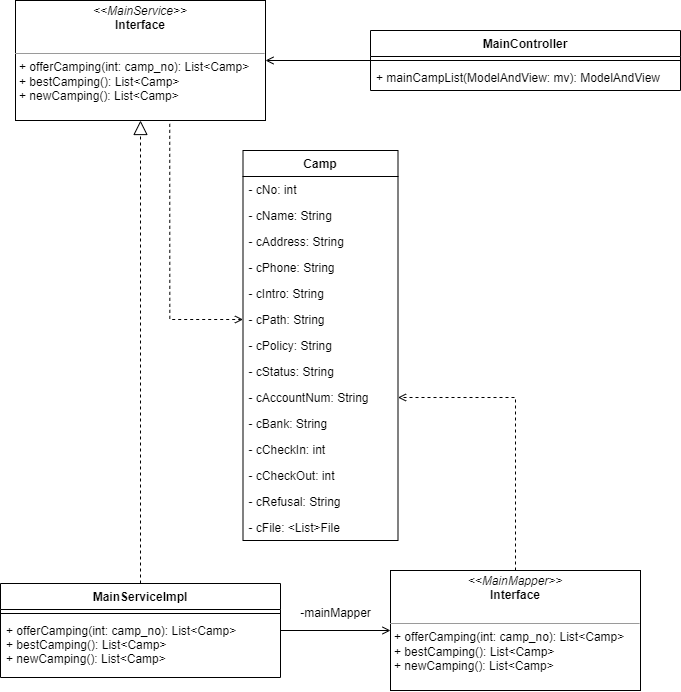 <<MainService>>
Interface
+ offerCamping(int: camp_no): List<Camp>
+ bestCamping(): List<Camp>
+ newCamping(): List<Camp>
MainController
+ mainCampList(ModelAndView: mv): ModelAndView
Camp
- cNo: int
- cName: String
- cAddress: String
- cPhone: String
- cIntro: String
- cPath: String
- cPolicy: String
- cStatus: String
- cAccountNum: String
- cBank: String
- cCheckIn: int
- cCheckOut: int
- cRefusal: String
- cFile: <List>File
MainServiceImpl
+ offerCamping(int: camp_no): List<Camp>
+ bestCamping(): List<Camp>
+ newCamping(): List<Camp>
-mainMapper
<<MainMapper>>
Interface
+ offerCamping(int: camp_no): List<Camp>
+ bestCamping(): List<Camp>
+ newCamping(): List<Camp>